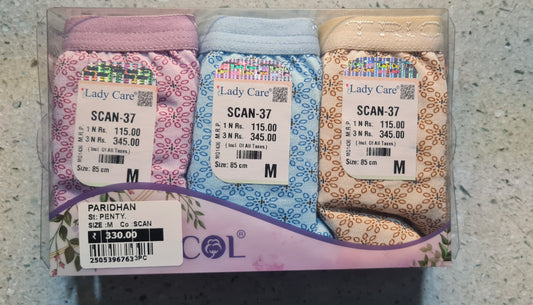 TRIC
Lady Care®
SCAN-37
M.R.P.
1 N Rs. 115.00
3 N Rs. 345.00
(Incl. Of All Taxes.)
Size: 85 cm
M
Lady Care®
SCAN-37
M.R.P.
1 N Rs. 115.00
3 N Rs. 345.00
(Incl. Of All Taxes.)
Size: 85 cm
M
Lady Care®
SCAN-37
M.R.P.
1 N Rs. 115.00
3 N Rs. 345.00
(Incl. Of All Taxes.)
Size: 85 cm
M
PARIDHAN
St: PENTY.
SIZE :M Co :SCAN
₹ 330.00
COL®